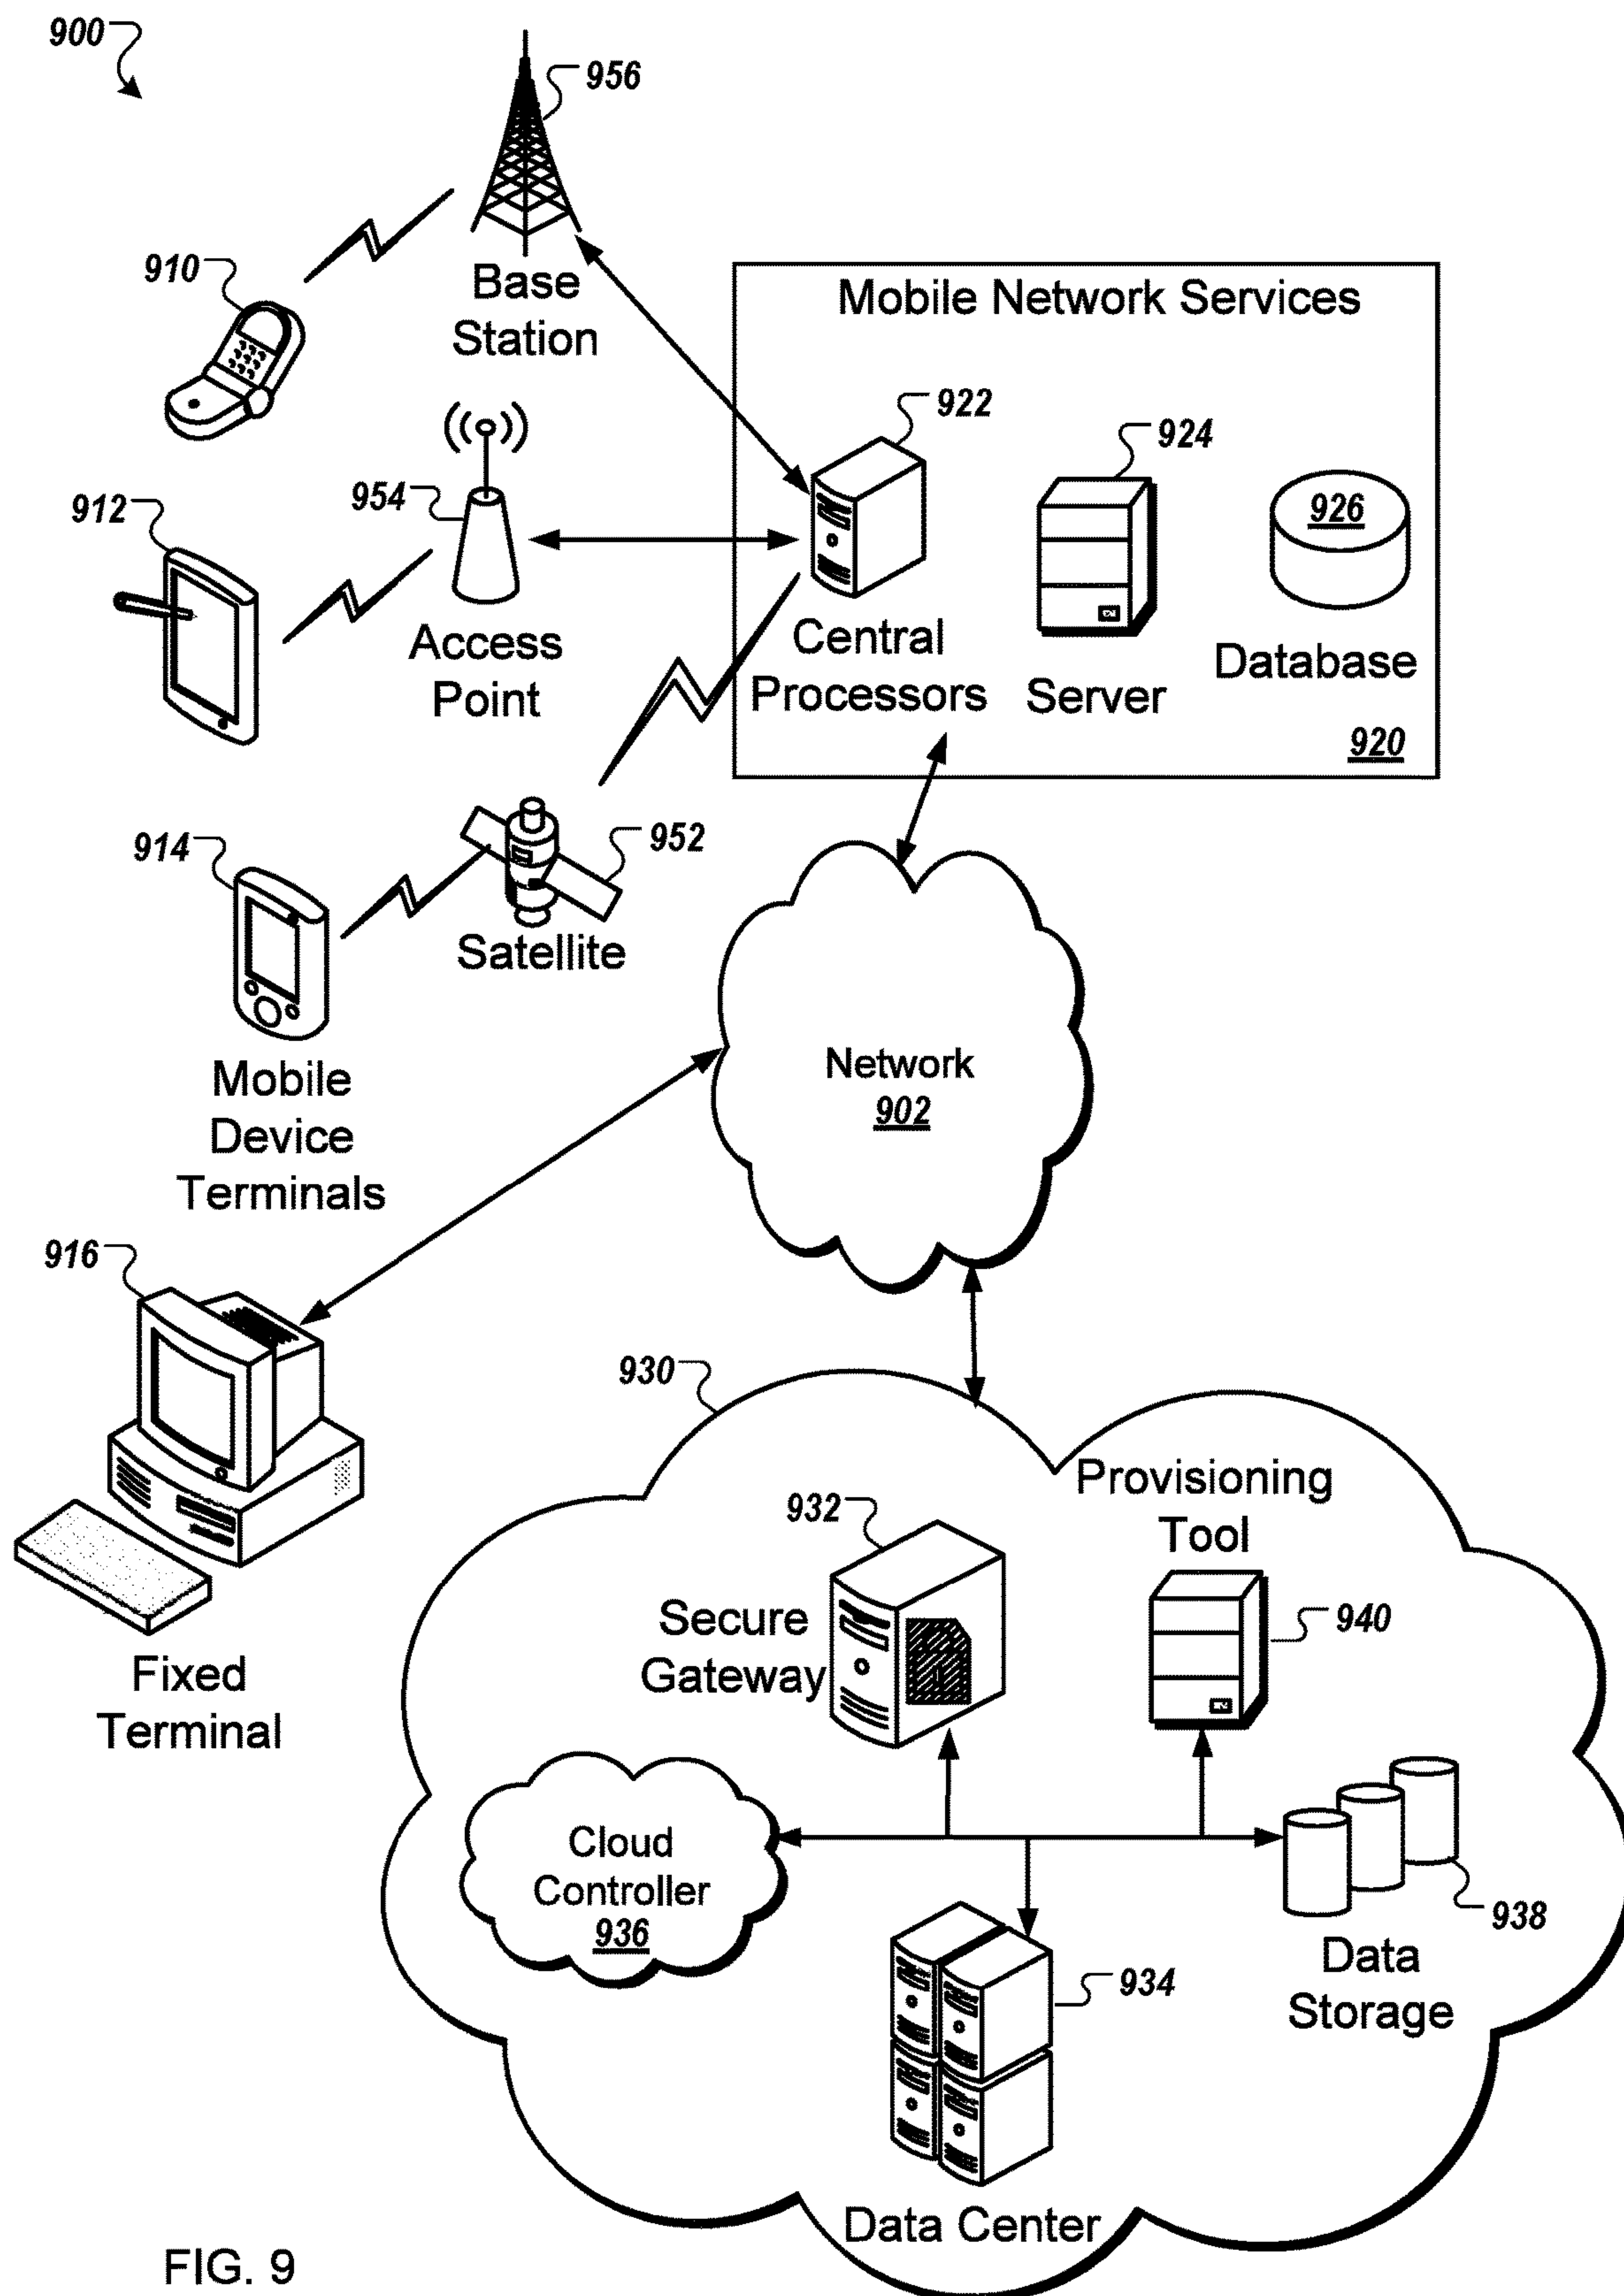 900
956
Base
Station
910
Mobile Network Services
922
924
926
954
912
Access
Point
Central
Processors
Server
Database
920
914
952
Satellite
Mobile
Device
Terminals
Network
902
916
Fixed
Terminal
930
Provisioning
Tool
932
Secure
Gateway
940
Cloud
Controller
936
938
Data
Storage
934
Data Center
FIG. 9